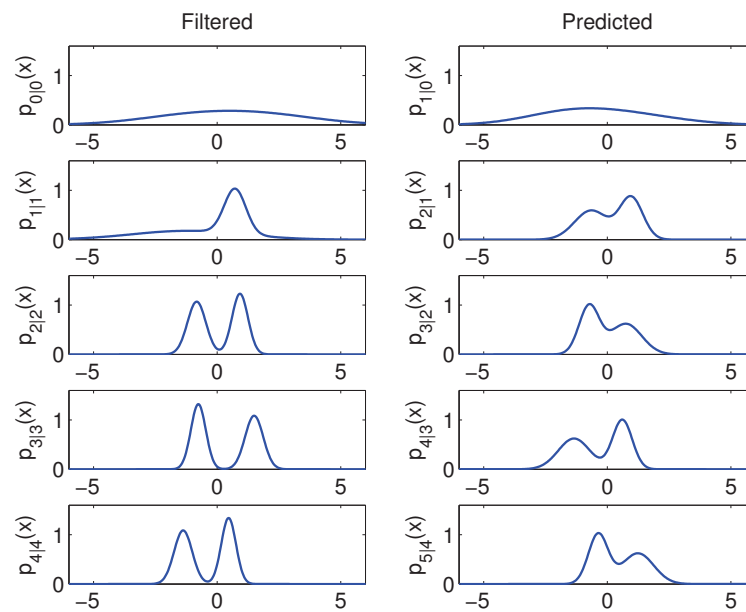 Filtered Predicted
p0|0(x) 1 0 −5 0 5
p1|0(x) 1 0 −5 0 5
p1|1(x) 1 0 −5 0 5
p2|1(x) 1 0 −5 0 5
p2|2(x) 1 0 −5 0 5
p3|2(x) 1 0 −5 0 5
p3|3(x) 1 0 −5 0 5
p4|3(x) 1 0 −5 0 5
p4|4(x) 1 0 −5 0 5
p5|4(x) 1 0 −5 0 5